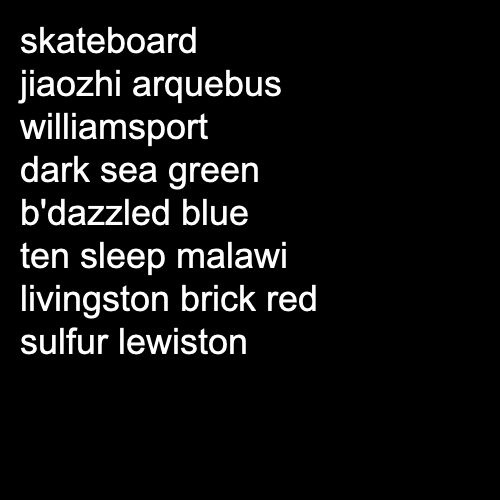 skateboard
jiaozhi arquebus
williamsport
dark sea green
b'dazzled blue
ten sleep malawi
livingston brick red
sulfur lewiston